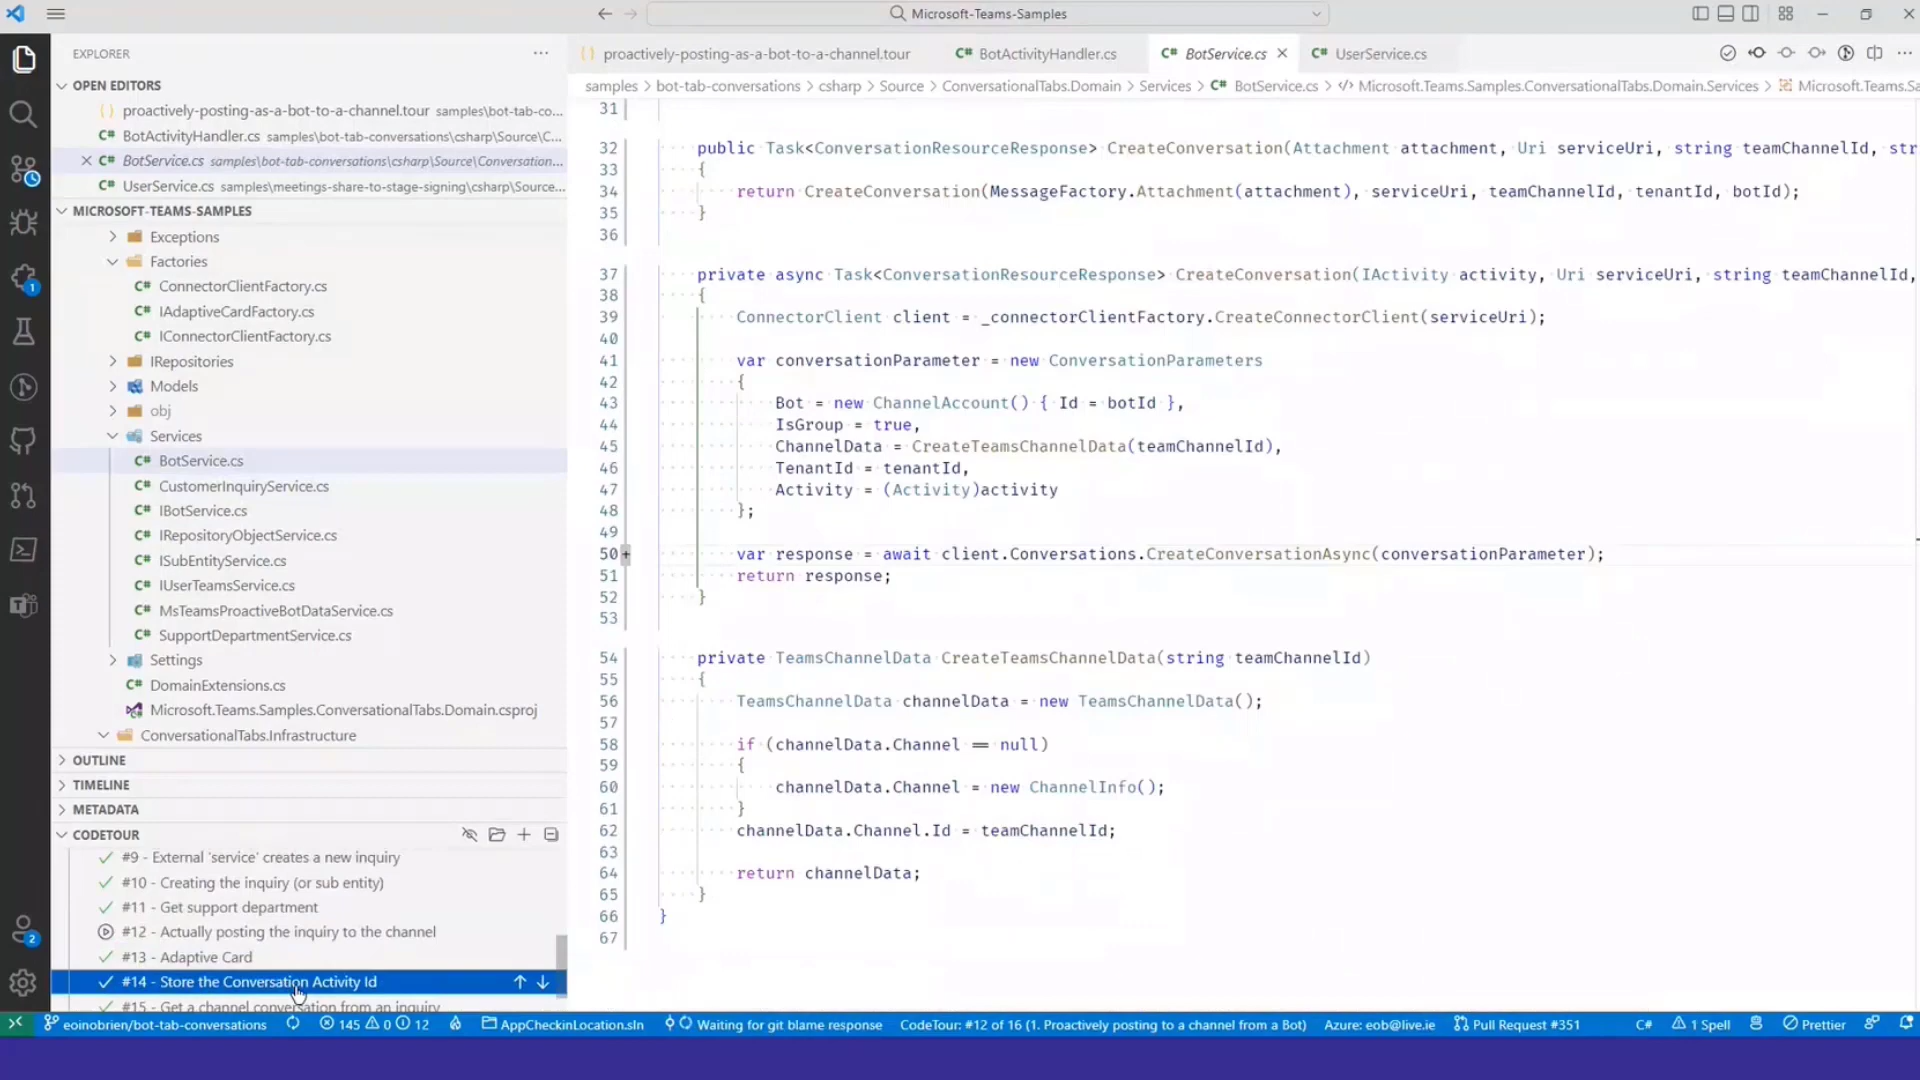 Microsoft-Teams-Samples
EXPLORER
OPEN EDITORS
proactively-posting-as-a-bot-to-a-channel.tour samples\bot-tab-co...
C# BotActivityHandler.cs samples\bot-tab-conversations\csharp\Source\C...
C# BotService.cs samples\bot-tab-conversations\csharp\Source\Conversation...
C# UserService.cs samples\meetings-share-to-stage-signing\csharp\Source...
MICROSOFT-TEAMS-SAMPLES
Exceptions
Factories
C# ConnectorClientFactory.cs
C# IAdaptiveCardFactory.cs
C# IConnectorClientFactory.cs
IRepositories
Models
obj
Services
C# BotService.cs
C# CustomerInquiryService.cs
C# IBotService.cs
C# IRepositoryObjectService.cs
C# ISubEntityService.cs
C# IUserTeamsService.cs
C# MsTeamsProactiveBotDataService.cs
C# SupportDepartmentService.cs
Settings
C# DomainExtensions.cs
Microsoft.Teams.Samples.ConversationalTabs.Domain.csproj
ConversationalTabs.Infrastructure
OUTLINE
TIMELINE
METADATA
CODETOUR
#9 - External 'service' creates a new inquiry
#10 - Creating the inquiry (or sub entity)
#11 - Get support department
#12 - Actually posting the inquiry to the channel
#13 - Adaptive Card
#14 - Store the Conversation Activity Id
#15 - Get a channel conversation from an inquiry
1
2
proactively-posting-as-a-bot-to-a-channel.tour C# BotActivityHandler.cs C# BotService.cs C# UserService.cs
samples > bot-tab-conversations > csharp > Source > ConversationalTabs.Domain > Services > C# BotService.cs > Microsoft.Teams.Samples.ConversationalTabs.Domain.Services > Microsoft.Teams.Sa
31
32 public Task<ConversationResourceResponse> CreateConversation(Attachment attachment, Uri serviceUri, string teamChannelId, str
33 {
34 return CreateConversation(MessageFactory.Attachment(attachment), serviceUri, teamChannelId, tenantId, botId);
35 }
36
37 private async Task<ConversationResourceResponse> CreateConversation(IActivity activity, Uri serviceUri, string teamChannelId,
38 {
39 ConnectorClient client = _connectorClientFactory.CreateConnectorClient(serviceUri);
40
41 var conversationParameter = new ConversationParameters
42 {
43 Bot = new ChannelAccount() { Id = botId },
44 IsGroup = true,
45 ChannelData = CreateTeamsChannelData(teamChannelId),
46 TenantId = tenantId,
47 Activity = (Activity)activity
48 };
49
50 var response = await client.Conversations.CreateConversationAsync(conversationParameter);
51 return response;
52 }
53
54 private TeamsChannelData CreateTeamsChannelData(string teamChannelId)
55 {
56 TeamsChannelData channelData = new TeamsChannelData();
57
58 if (channelData.Channel == null)
59 {
60 channelData.Channel = new ChannelInfo();
61 }
62 channelData.Channel.Id = teamChannelId;
63
64 return channelData;
65 }
66 }
67
eoinobrien/bot-tab-conversations 145 0 12 AppCheckinLocation.sln Waiting for git blame response CodeTour: #12 of 16 (1. Proactively posting to a channel from a Bot) Azure: eob@live.ie Pull Request #351 C# 1 Spell Prettier